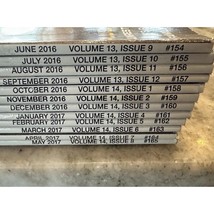 JUNE 2016 VOLUME 13, ISSUE 9 #154
JULY 2016 VOLUME 13, ISSUE 10 #155
AUGUST 2016 VOLUME 13, ISSUE 11 #156
SEPTEMBER 2016 VOLUME 13, ISSUE 12 #157
OCTOBER 2016 VOLUME 14, ISSUE 1 #158
NOVEMBER 2016 VOLUME 14, ISSUE 2 #159
DECEMBER 2016 VOLUME 14, ISSUE 3 #160
JANUARY 2017 VOLUME 14, ISSUE 4 #161
FEBRUARY 2017 VOLUME 14, ISSUE 5 #162
MARCH 2017 VOLUME 14, ISSUE 6 #163
APRIL 2017 VOLUME 14, ISSUE 7 #164
MAY 2017 VOLUME 14, ISSUE 8 #165